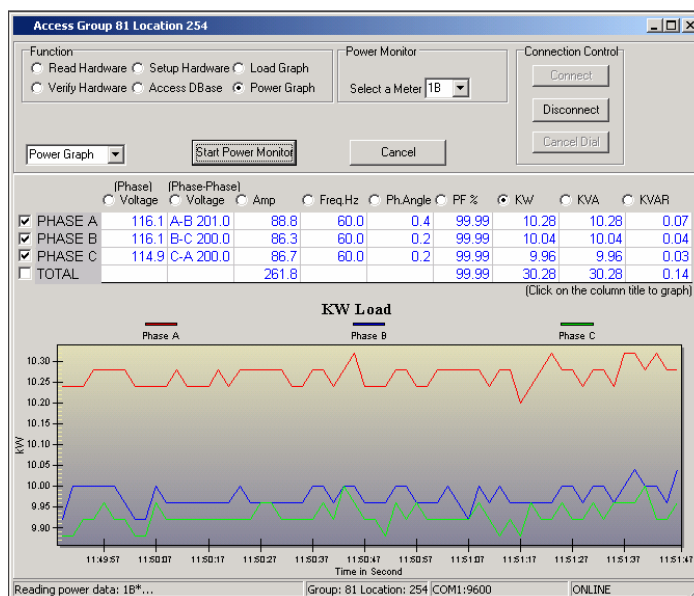 Access Group 81 Location 254
Function
Power Monitor
Connection Control
Read Hardware Setup Hardware Load Graph
Verify Hardware Access DBase Power Graph
Select a Meter 1B
Connect
Disconnect
Cancel Dial
Power Graph
Start Power Monitor
Cancel
(Phase) (Phase-Phase)
Voltage Voltage Amp Freq.Hz Ph.Angle PF % KW KVA KVAR
PHASE A 116.1 A-B 201.0 88.8 60.0 0.4 99.99 10.28 10.28 0.07
PHASE B 116.1 B-C 200.0 86.3 60.0 0.2 99.99 10.04 10.04 0.04
PHASE C 114.9 C-A 200.0 86.7 60.0 0.2 99.99 9.96 9.96 0.03
TOTAL 261.8 99.99 30.28 30.28 0.14
(Click on the column title to graph)
KW Load
Phase A Phase B Phase C
10.30
10.25
10.20
10.15
10.10
10.05
10.00
9.95
9.90
kW
11:49:57 11:50:07 11:50:17 11:50:27 11:50:37 11:50:47 11:50:57 11:51:07 11:51:17 11:51:27 11:51:37 11:51:47
Time in Second
Reading power data: 1B*... Group: 81 Location: 254 COM1:9600 ONLINE